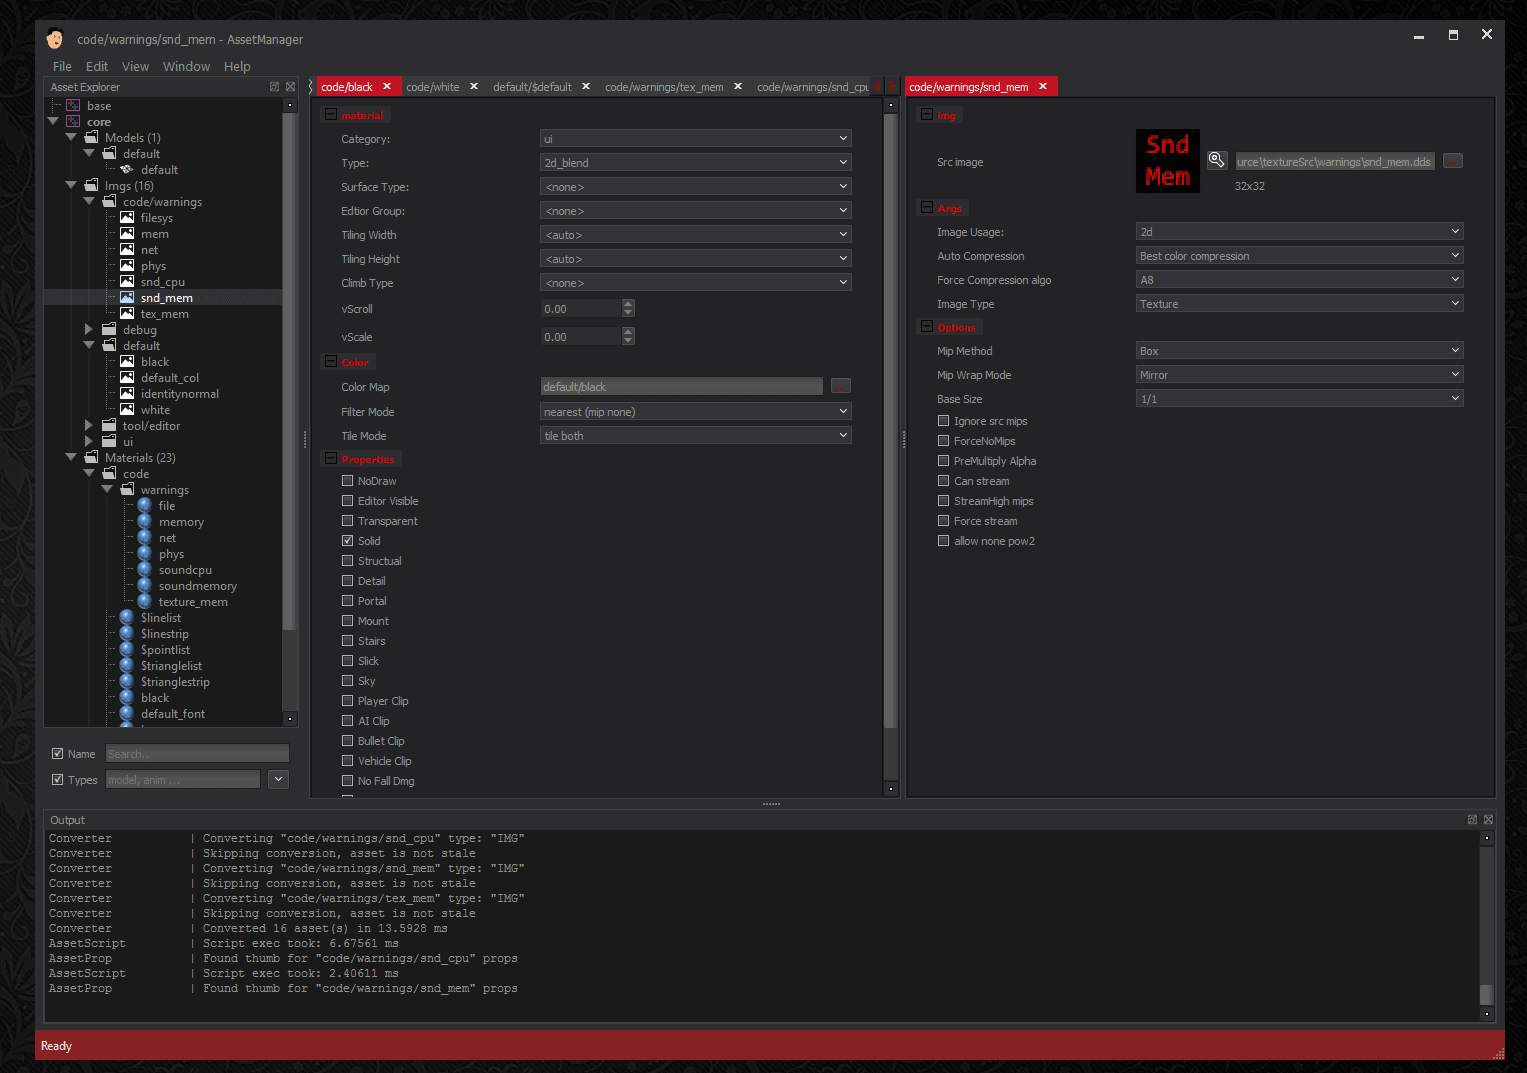 code/warnings/snd_mem - AssetManager
File Edit View Window Help
Asset Explorer
base
core
Models (1)
default
default
Imgs (16)
code/warnings
filesys
mem
net
phys
snd_cpu
snd_mem
tex_mem
debug
default
black
default_col
identitynormal
white
tool/editor
ui
Materials (23)
code
warnings
file
memory
net
phys
soundcpu
soundmemory
texture_mem
$linelist
$linestrip
$pointlist
$trianglelist
$trianglestrip
black
default_font
Name Search..
Types model, anim ...
code/black code/white default/$default code/warnings/tex_mem code/warnings/snd_cpu
material
Category: ui
Type: 2d_blend
Surface Type: <none>
Edtior Group: <none>
Tiling Width <auto>
Tiling Height <auto>
Climb Type <none>
vScroll 0.00
vScale 0.00
Color
Color Map default/black
Filter Mode nearest (mip none)
Tile Mode tile both
Properties
NoDraw
Editor Visible
Transparent
Solid
Structual
Detail
Portal
Mount
Stairs
Slick
Sky
Player Clip
AI Clip
Bullet Clip
Vehicle Clip
No Fall Dmg
code/warnings/snd_mem
Img
Src image
Snd
Mem
urce\textureSrc\warnings\snd_mem.dds
32x32
Args
Image Usage: 2d
Auto Compression Best color compression
Force Compression algo A8
Image Type Texture
Options
Mip Method Box
Mip Wrap Mode Mirror
Base Size 1/1
Ignore src mips
ForceNoMips
PreMultiply Alpha
Can stream
StreamHigh mips
Force stream
allow none pow2
Output
Converter | Converting "code/warnings/snd_cpu" type: "IMG"
Converter | Skipping conversion, asset is not stale
Converter | Converting "code/warnings/snd_mem" type: "IMG"
Converter | Skipping conversion, asset is not stale
Converter | Converting "code/warnings/tex_mem" type: "IMG"
Converter | Skipping conversion, asset is not stale
Converter | Converted 16 asset(s) in 13.5928 ms
AssetScript | Script exec took: 6.67561 ms
AssetProp | Found thumb for "code/warnings/snd_cpu" props
AssetScript | Script exec took: 2.40611 ms
AssetProp | Found thumb for "code/warnings/snd_mem" props
Ready